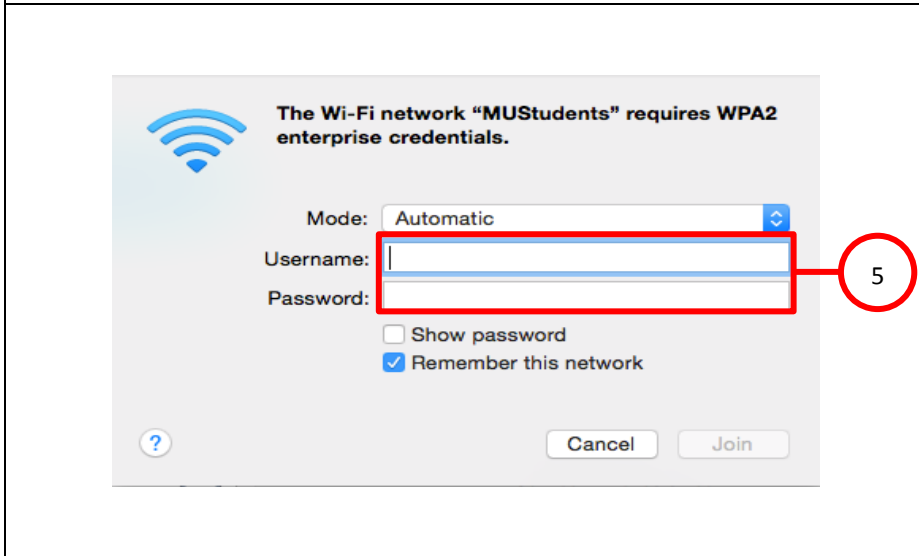 The Wi-Fi network “MUStudents” requires WPA2
enterprise credentials.
Mode: Automatic
Username:
5
Password:
Show password
Remember this network
?
Cancel Join